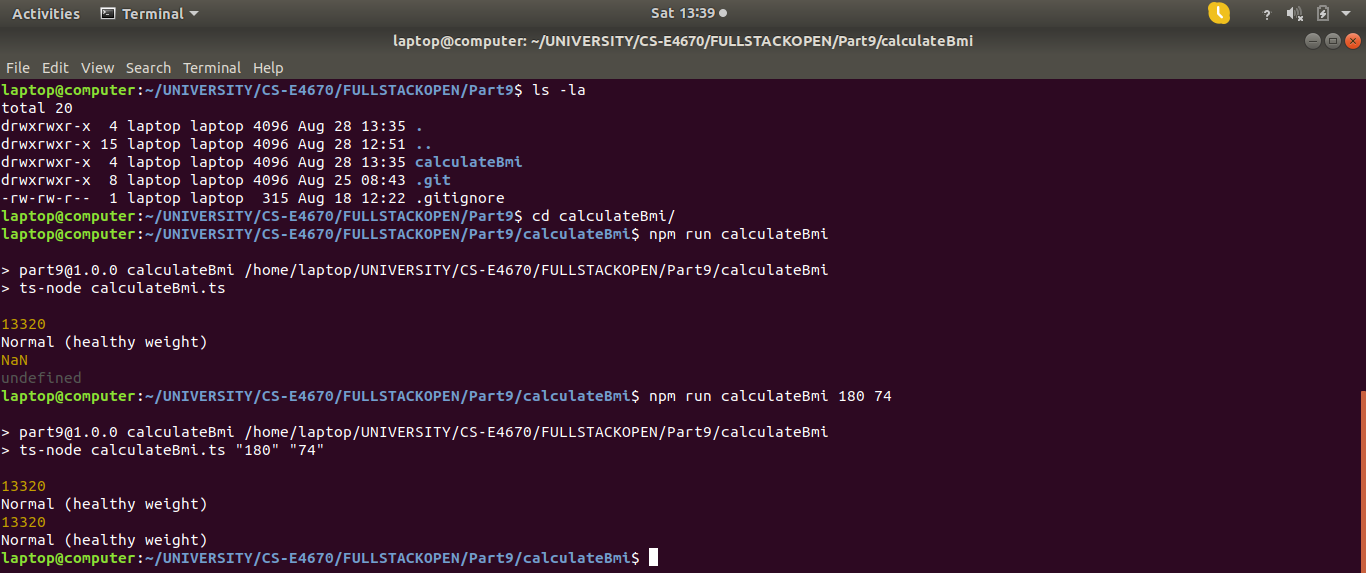 Activities Terminal Sat 13:39 ?
laptop@computer: ~/UNIVERSITY/CS-E4670/FULLSTACKOPEN/Part9/calculateBmi
File Edit View Search Terminal Help
laptop@computer:~/UNIVERSITY/CS-E4670/FULLSTACKOPEN/Part9$ ls -la
total 20
drwxrwxr-x  4 laptop laptop 4096 Aug 28 13:35 .
drwxrwxr-x 15 laptop laptop 4096 Aug 28 12:51 ..
drwxrwxr-x  4 laptop laptop 4096 Aug 28 13:35 calculateBmi
drwxrwxr-x  8 laptop laptop 4096 Aug 25 08:43 .git
-rw-rw-r--  1 laptop laptop  315 Aug 18 12:22 .gitignore
laptop@computer:~/UNIVERSITY/CS-E4670/FULLSTACKOPEN/Part9$ cd calculateBmi/
laptop@computer:~/UNIVERSITY/CS-E4670/FULLSTACKOPEN/Part9/calculateBmi$ npm run calculateBmi
> part9@1.0.0 calculateBmi /home/laptop/UNIVERSITY/CS-E4670/FULLSTACKOPEN/Part9/calculateBmi
> ts-node calculateBmi.ts
13320
Normal (healthy weight)
NaN
undefined
laptop@computer:~/UNIVERSITY/CS-E4670/FULLSTACKOPEN/Part9/calculateBmi$ npm run calculateBmi 180 74
> part9@1.0.0 calculateBmi /home/laptop/UNIVERSITY/CS-E4670/FULLSTACKOPEN/Part9/calculateBmi
> ts-node calculateBmi.ts "180" "74"
13320
Normal (healthy weight)
13320
Normal (healthy weight)
laptop@computer:~/UNIVERSITY/CS-E4670/FULLSTACKOPEN/Part9/calculateBmi$